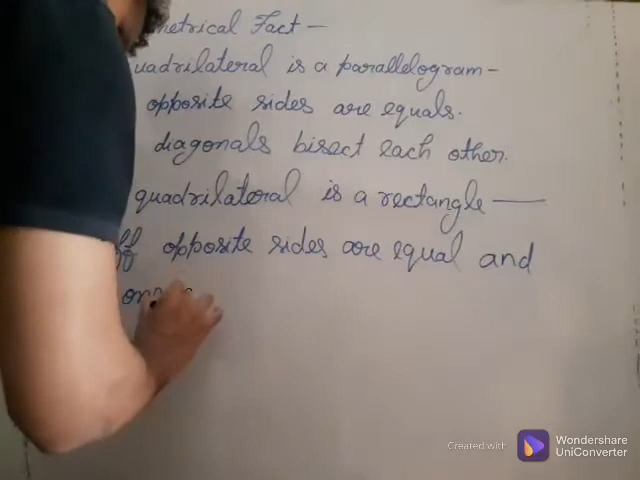 metrical Fact —
uadrilateral is a parallelogram -
opposite sides are equals.
diagonals bisect each other.
quadrilateral is a rectangle —
If opposite sides are equal and
Created with Wondershare UniConverter